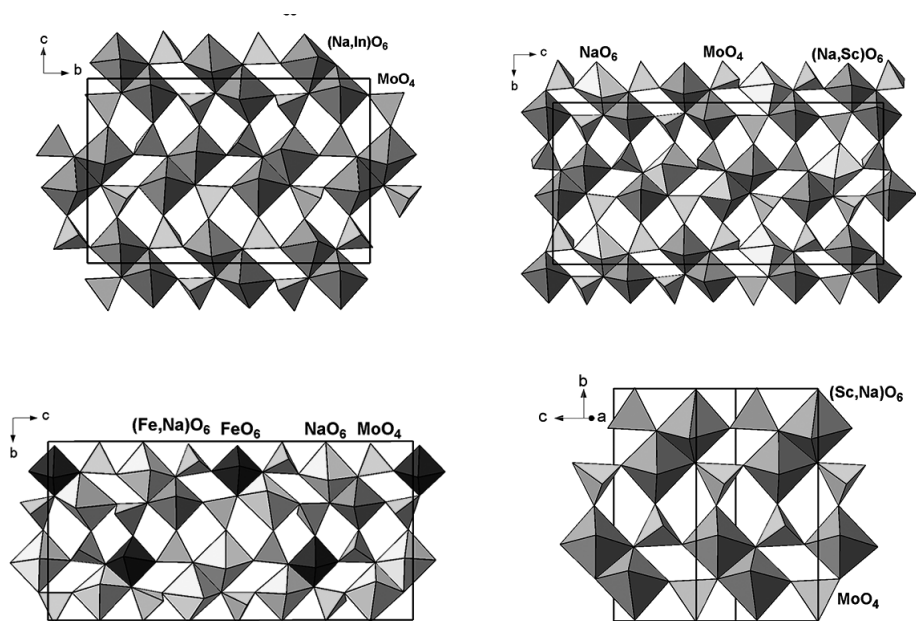 (Na,In)O6
MoO4
c
b
NaO6
MoO4
(Na,Sc)O6
c
b
(Fe,Na)O6
FeO6
NaO6
MoO4
c
b
(Sc,Na)O6
b
c
a
MoO4